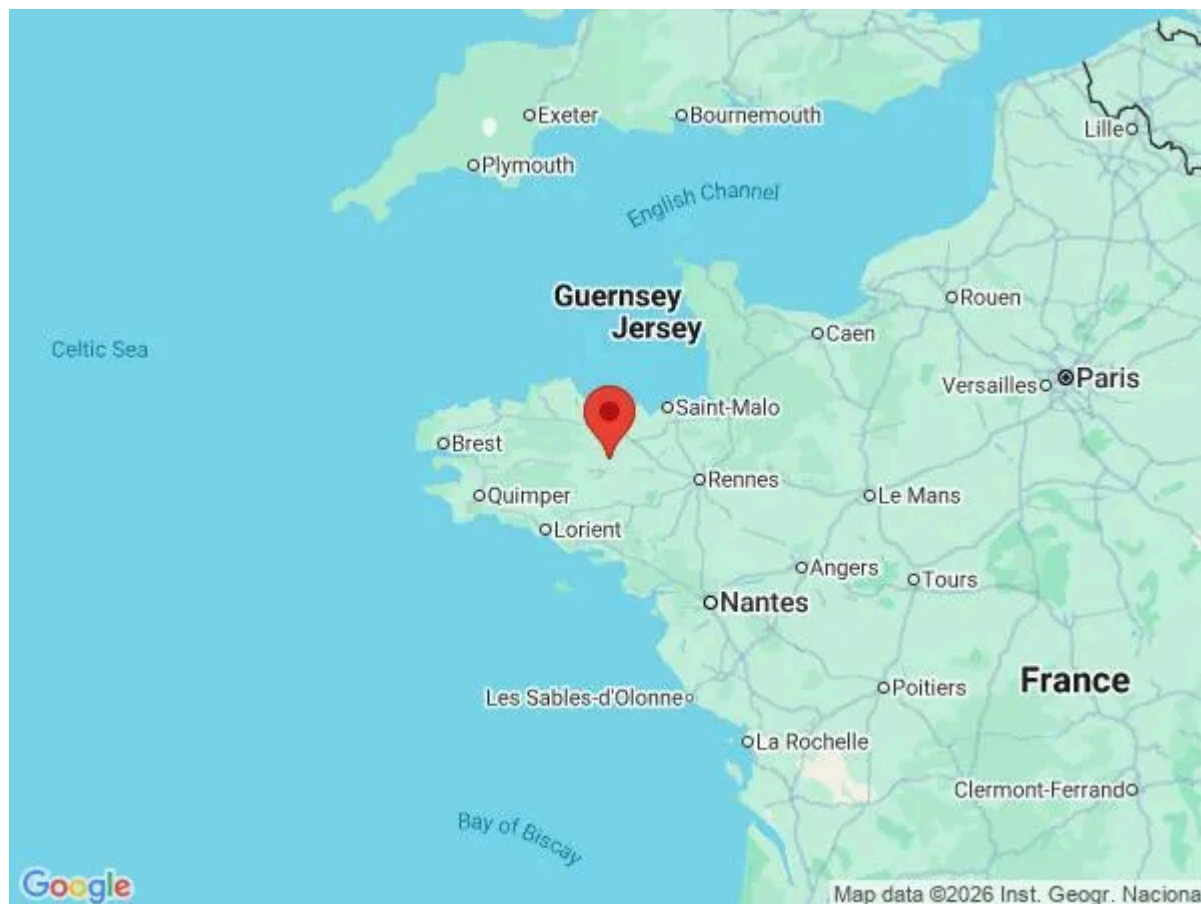 Exeter
Bournemouth
Lille
Plymouth
English Channel
Guernsey
Jersey
Rouen
Caen
Celtic Sea
Versailles
Paris
Saint-Malo
Brest
Rennes
Quimper
Le Mans
Lorient
Angers
Tours
Nantes
France
Poitiers
Les Sables-d'Olonne
La Rochelle
Clermont-Ferrand
Bay of Biscay
Google
Map data ©2026 Inst. Geogr. Naciona